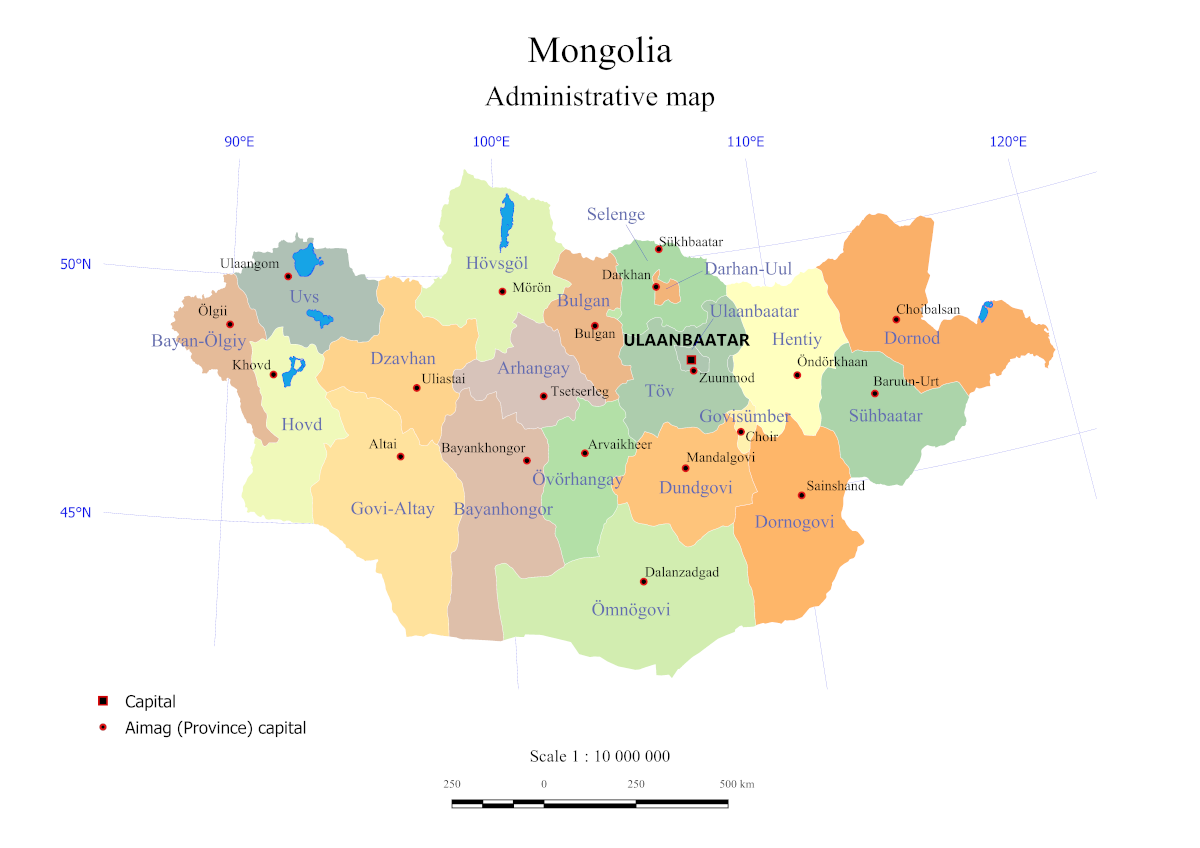 Mongolia
Administrative map
90°E
100°E
110°E
120°E
Selenge
Sükhbaatar
50°N
Ulaangom
Hövsgöl
Darhan-Uul
Darkhan
Mörön
Uvs
Bulgan
Ölgii
Ulaanbaatar
Choibalsan
Bulgan
Bayan-Ölgiy
ULAANBAATAR
Hentiy
Dornod
Dzavhan
Khovd
Arhangay
Öndörkhaan
Uliastai
Zuunmod
Baruun-Urt
Tsetserleg
Töv
Hovd
Govisümber
Sühbaatar
Choir
Altai
Bayankhongor
Arvaikheer
Mandalgovi
Övörhangay
Dundgovi
Sainshand
45°N
Govi-Altay
Bayanhongor
Dornogovi
Dalanzadgad
Ömnögovi
Capital
Aimag (Province) capital
Scale 1 : 10 000 000
250 0 250 500 km